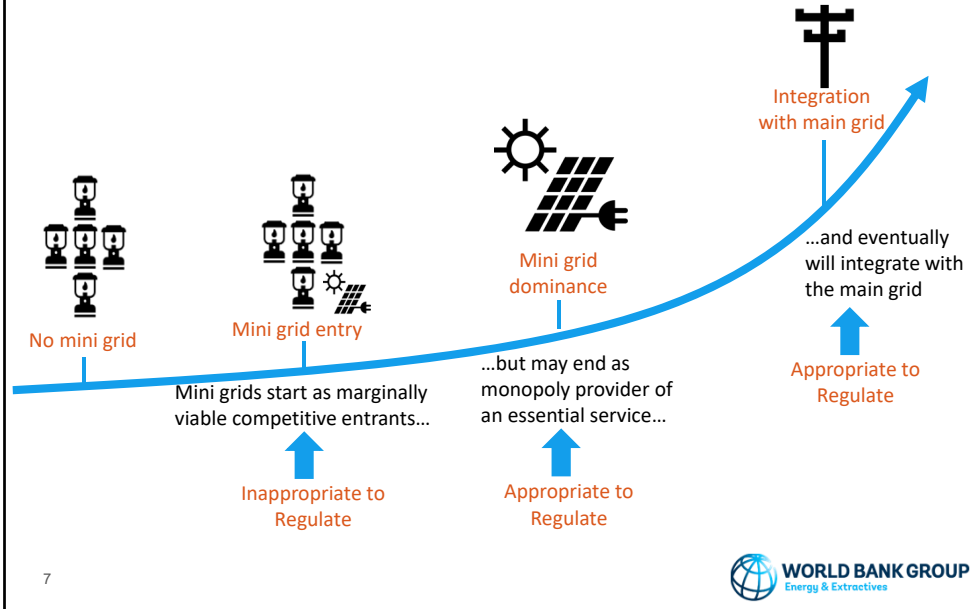 No mini grid
Mini grid entry
Mini grids start as marginally
viable competitive entrants...
Inappropriate to
Regulate
Mini grid
dominance
...but may end as
monopoly provider of
an essential service...
Appropriate to
Regulate
Integration
with main grid
...and eventually
will integrate with
the main grid
Appropriate to
Regulate
7
WORLD BANK GROUP
Energy & Extractives